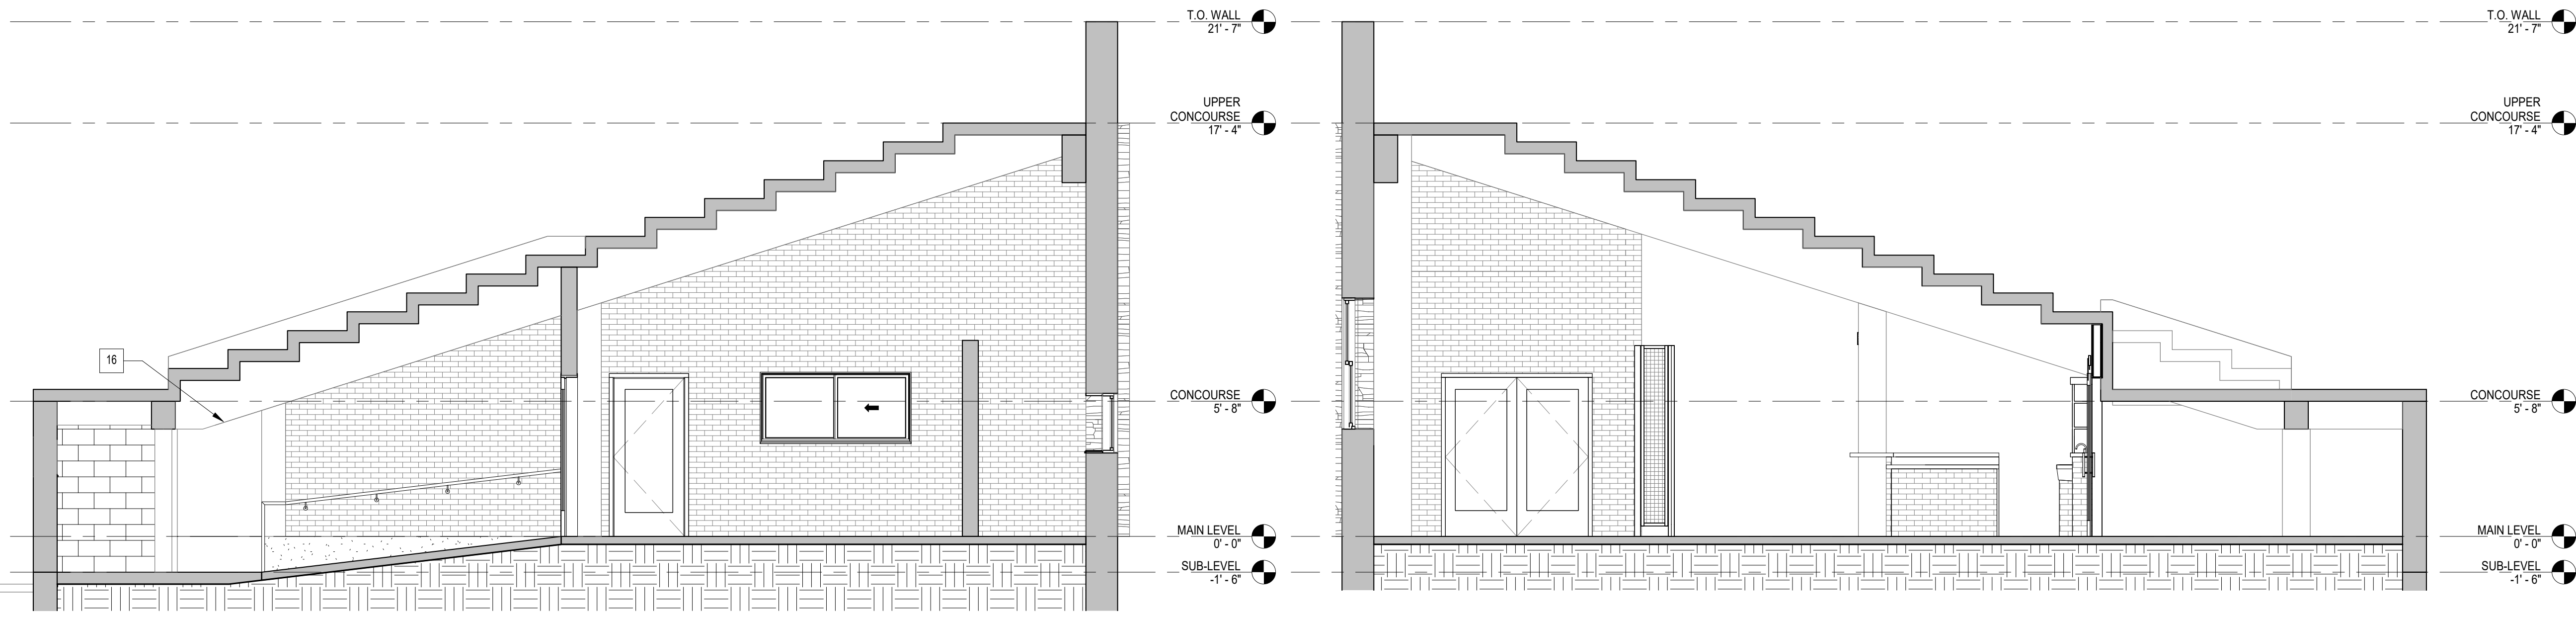 T.O. WALL
21' - 7"
T.O. WALL
21' - 7"
UPPER
CONCOURSE
17' - 4"
UPPER
CONCOURSE
17' - 4"
16
CONCOURSE
5' - 8"
CONCOURSE
5' - 8"
MAIN LEVEL
0' - 0"
MAIN LEVEL
0' - 0"
SUB-LEVEL
-1' - 6"
SUB-LEVEL
-1' - 6"